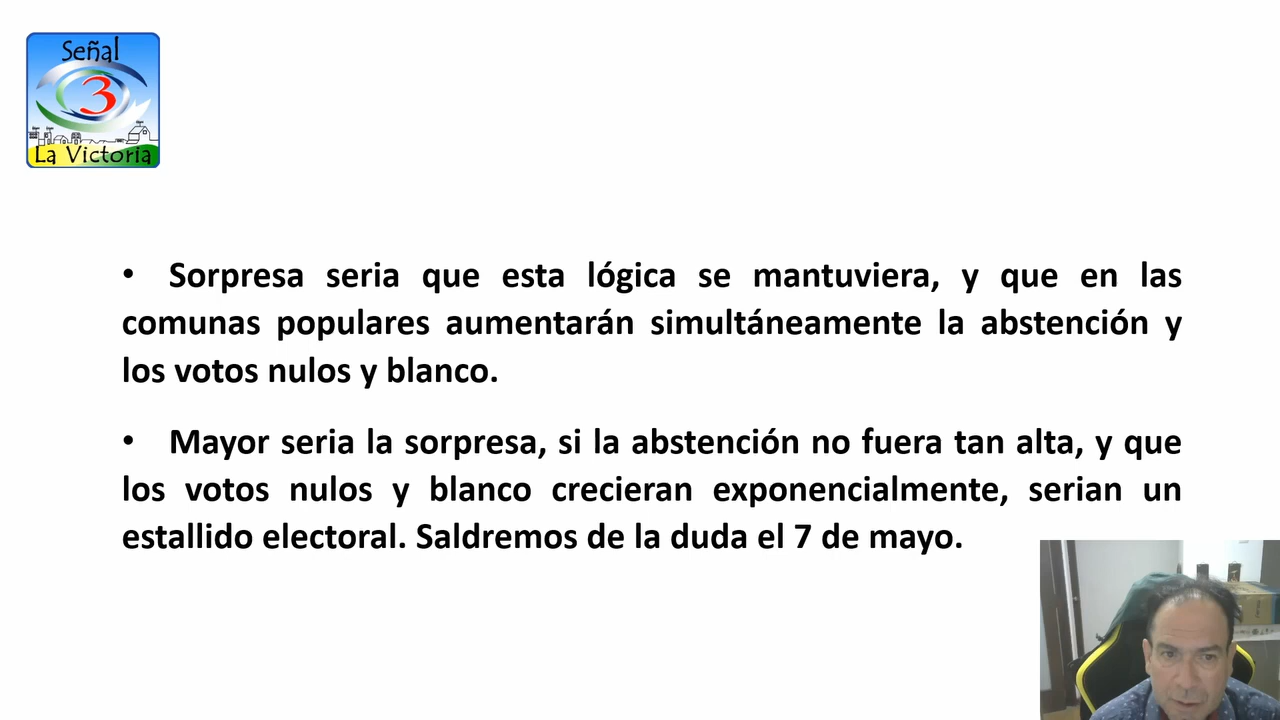 Señal
3
La Victoria
• Sorpresa seria que esta lógica se mantuviera, y que en las
comunas populares aumentarán simultáneamente la abstención y
los votos nulos y blanco.
• Mayor seria la sorpresa, si la abstención no fuera tan alta, y que
los votos nulos y blanco crecieran exponencialmente, serian un
estallido electoral. Saldremos de la duda el 7 de mayo.